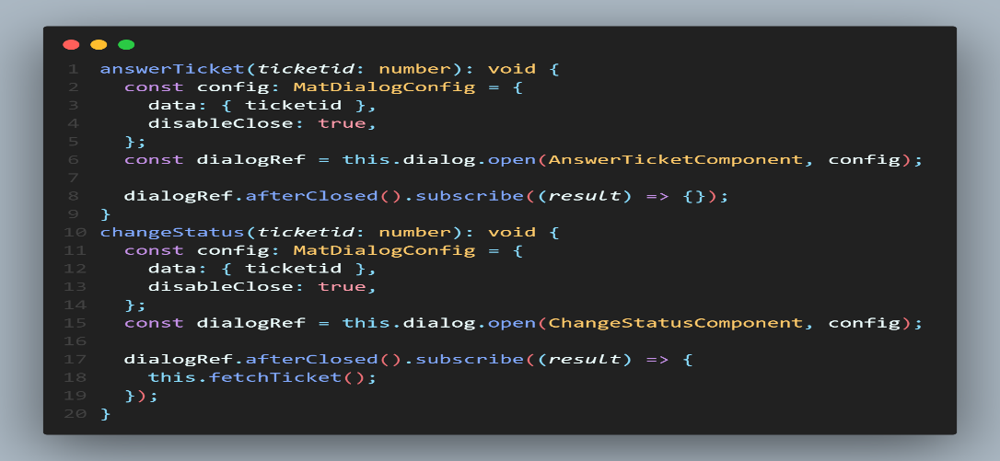 1 answerTicket(ticketid: number): void {
2   const config: MatDialogConfig = {
3     data: { ticketid },
4     disableClose: true,
5   };
6   const dialogRef = this.dialog.open(AnswerTicketComponent, config);
7
8   dialogRef.afterClosed().subscribe((result) => {});
9 }
10 changeStatus(ticketid: number): void {
11   const config: MatDialogConfig = {
12     data: { ticketid },
13     disableClose: true,
14   };
15   const dialogRef = this.dialog.open(ChangeStatusComponent, config);
16
17   dialogRef.afterClosed().subscribe((result) => {
18     this.fetchTicket();
19   });
20 }